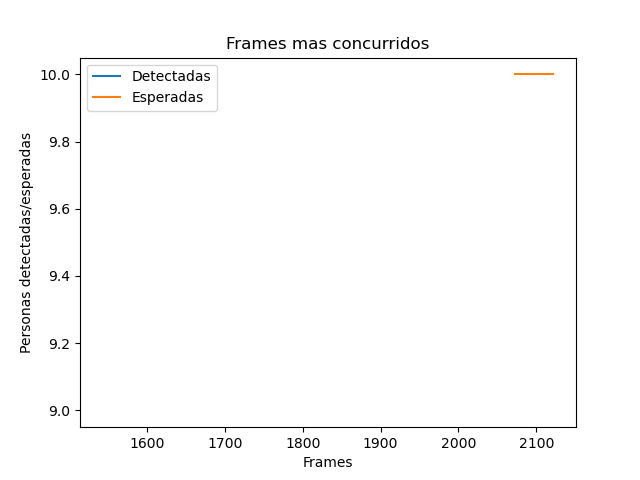 Frames mas concurridos
Detectadas
Esperadas
Personas detectadas/esperadas
10.0
9.8
9.6
9.4
9.2
9.0
1600 1700 1800 1900 2000 2100
Frames